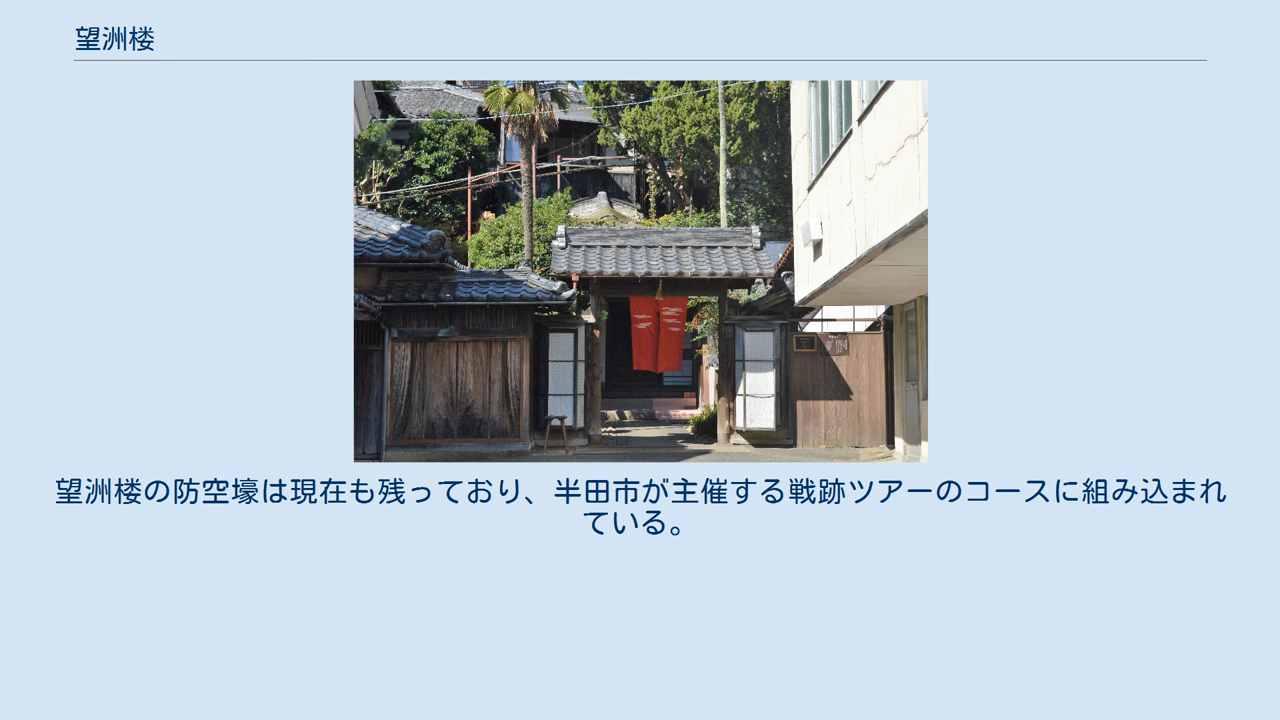 望洲楼
望洲楼の防空壕は現在も残っており、半田市が主催する戦跡ツアーのコースに組み込まれ
ている。